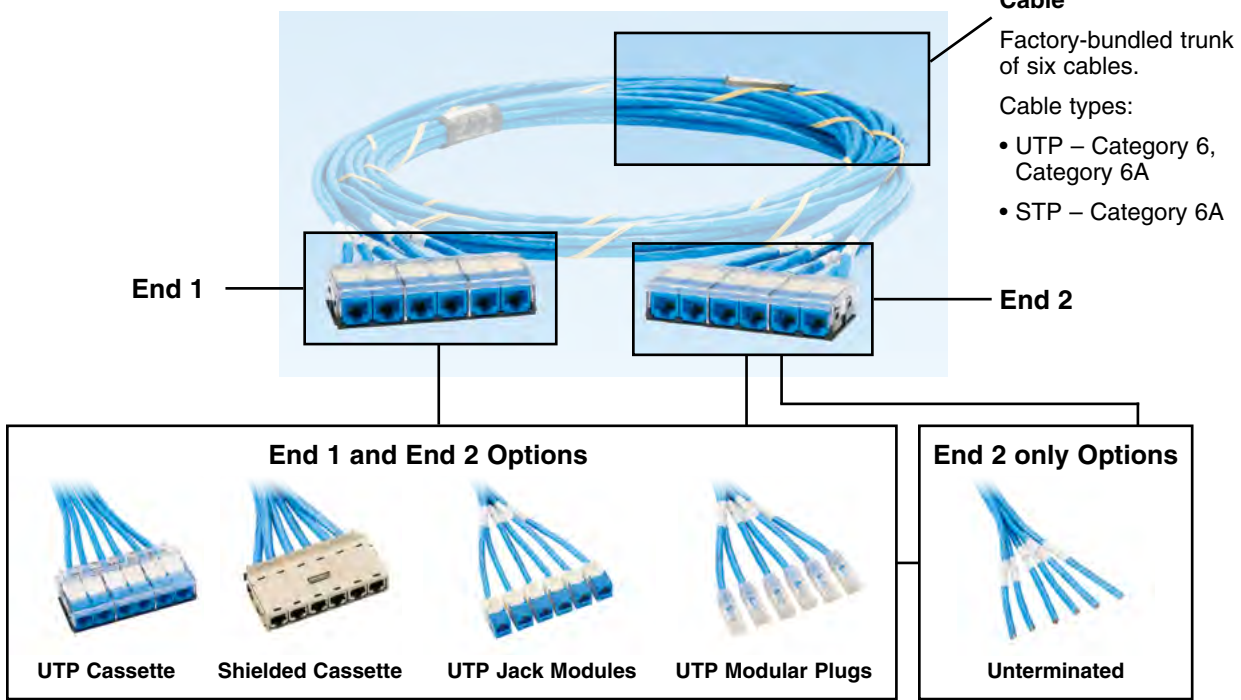 Cable
Factory-bundled trunk
of six cables.
Cable types:
• UTP – Category 6,
Category 6A
• STP – Category 6A
End 1
End 2
End 1 and End 2 Options
UTP Cassette
Shielded Cassette
UTP Jack Modules
UTP Modular Plugs
End 2 only Options
Unterminated